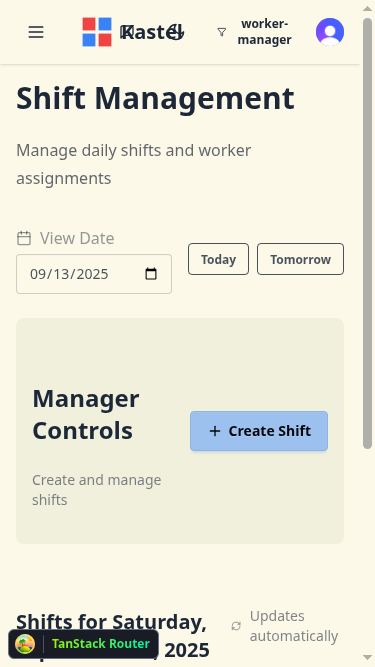 Kastel
worker-
manager
Shift Management
Manage daily shifts and worker
assignments
View Date
09/13/2025
Today
Tomorrow
Manager
Controls
Create Shift
Create and manage
shifts
Shifts for Saturday,
2025
Updates
automatically
TanStack Router